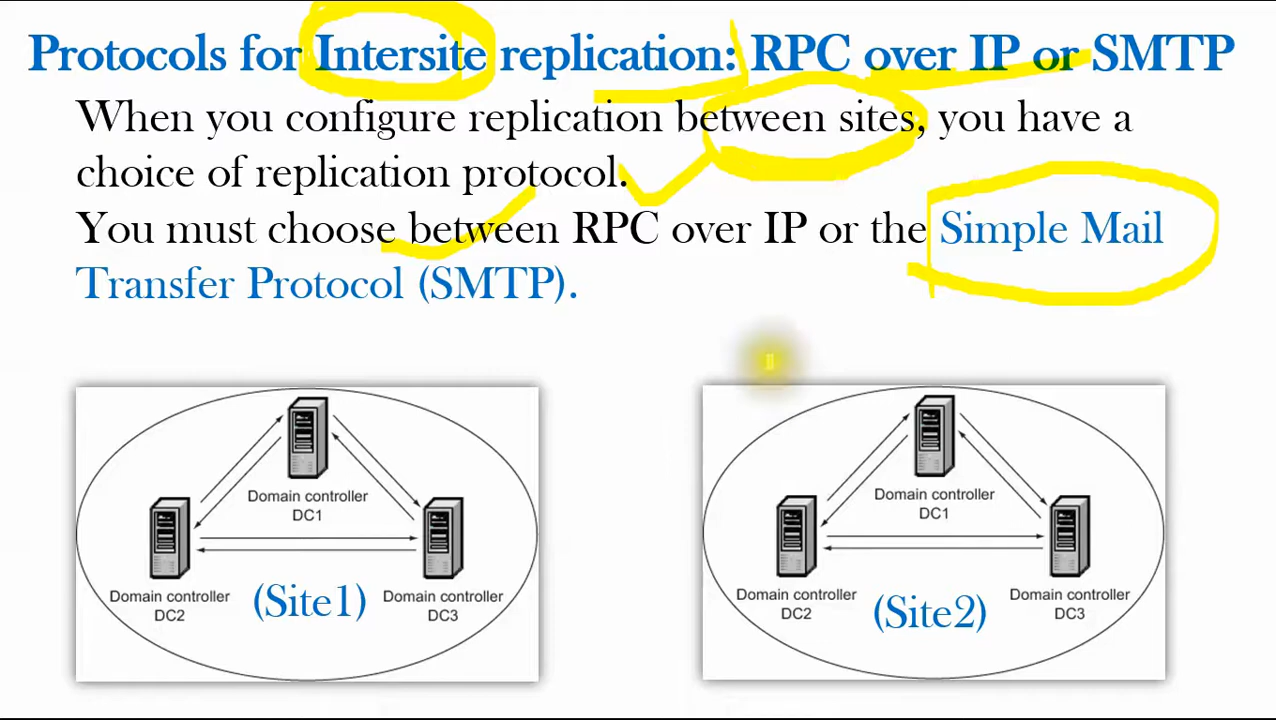 Protocols for Intersite replication: RPC over IP or SMTP
When you configure replication between sites, you have a
choice of replication protocol.
You must choose between RPC over IP or the Simple Mail
Transfer Protocol (SMTP).
Domain controller
DC1
Domain controller
DC2
Domain controller
DC3
(Site1)
Domain controller
DC1
Domain controller
DC2
Domain controller
DC3
(Site2)